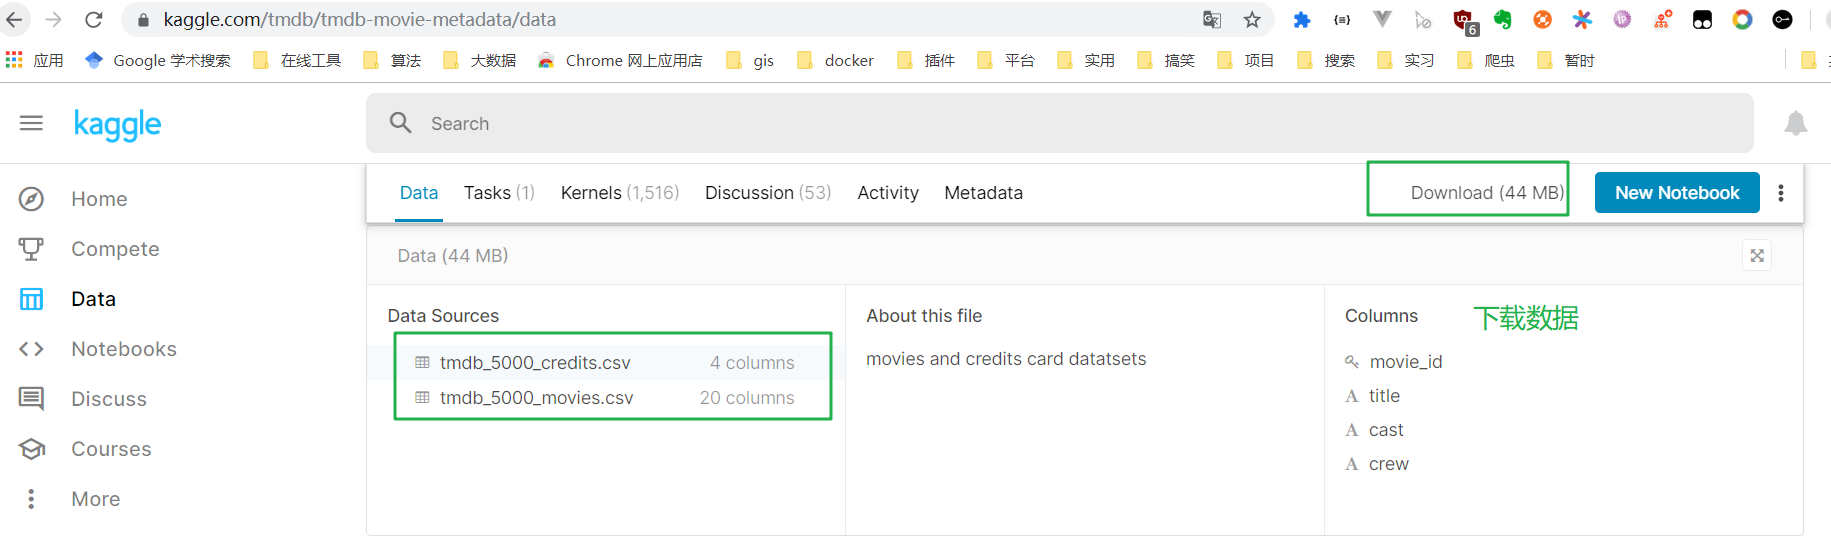 kaggle.com/tmdb/tmdb-movie-metadata/data
6
应用 Google 学术搜索 在线工具 算法 大数据 Chrome 网上应用店 gis docker 插件 平台 实用 搞笑 项目 搜索 实习 爬虫 暂时
kaggle
Search
Data Tasks (1) Kernels (1,516) Discussion (53) Activity Metadata Download (44 MB) New Notebook
Home
Compete
Data
Notebooks
Discuss
Courses
More
Data (44 MB)
Data Sources
tmdb_5000_credits.csv 4 columns
tmdb_5000_movies.csv 20 columns
About this file
movies and credits card datatsets
Columns
下载数据
movie_id
A title
A cast
A crew